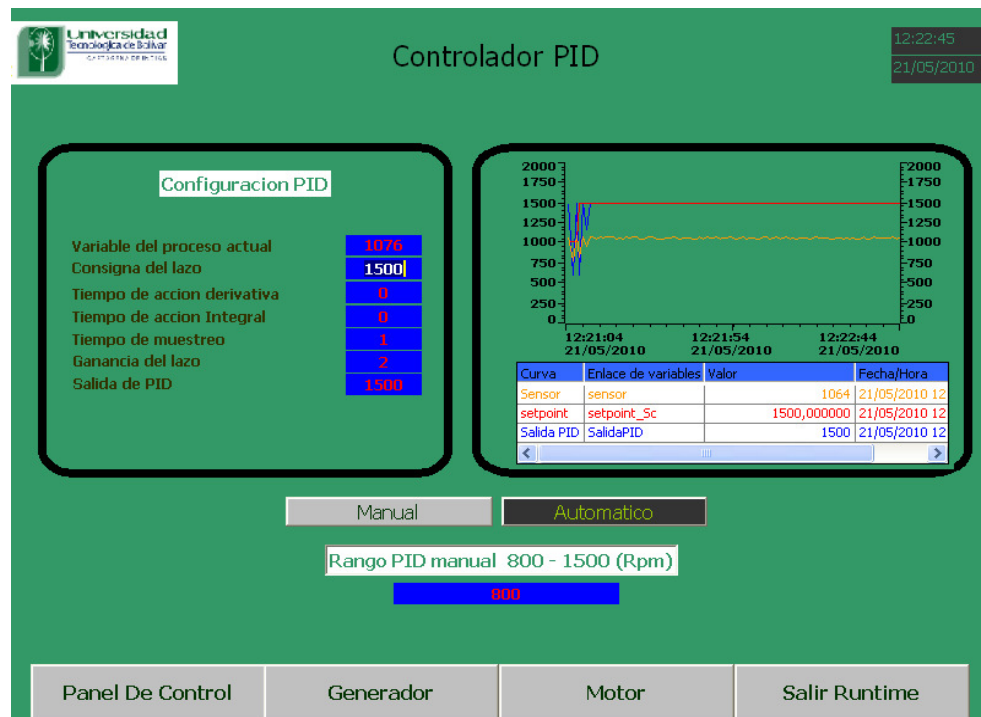 Universidad
Tecnológica de Bolívar
CARTAGENA DE INDIAS
Controlador PID
12:22:45
21/05/2010
Configuracion PID
Variable del proceso actual 1076
Consigna del lazo 1500
Tiempo de accion derivativa 0
Tiempo de accion Integral 0
Tiempo de muestreo 1
Ganancia del lazo 2
Salida de PID 1500
2000 2000
1750 1750
1500 1500
1250 1250
1000 1000
750 750
500 500
250 250
0 0
12:21:04 12:21:54 12:22:44
21/05/2010 21/05/2010 21/05/2010
Curva Enlace de variables Valor Fecha/Hora
Sensor sensor 1064 21/05/2010 12
setpoint setpoint_Sc 1500,000000 21/05/2010 12
Salida PID SalidaPID 1500 21/05/2010 12
Manual Automatico
Rango PID manual 800 - 1500 (Rpm)
800
Panel De Control Generador Motor Salir Runtime